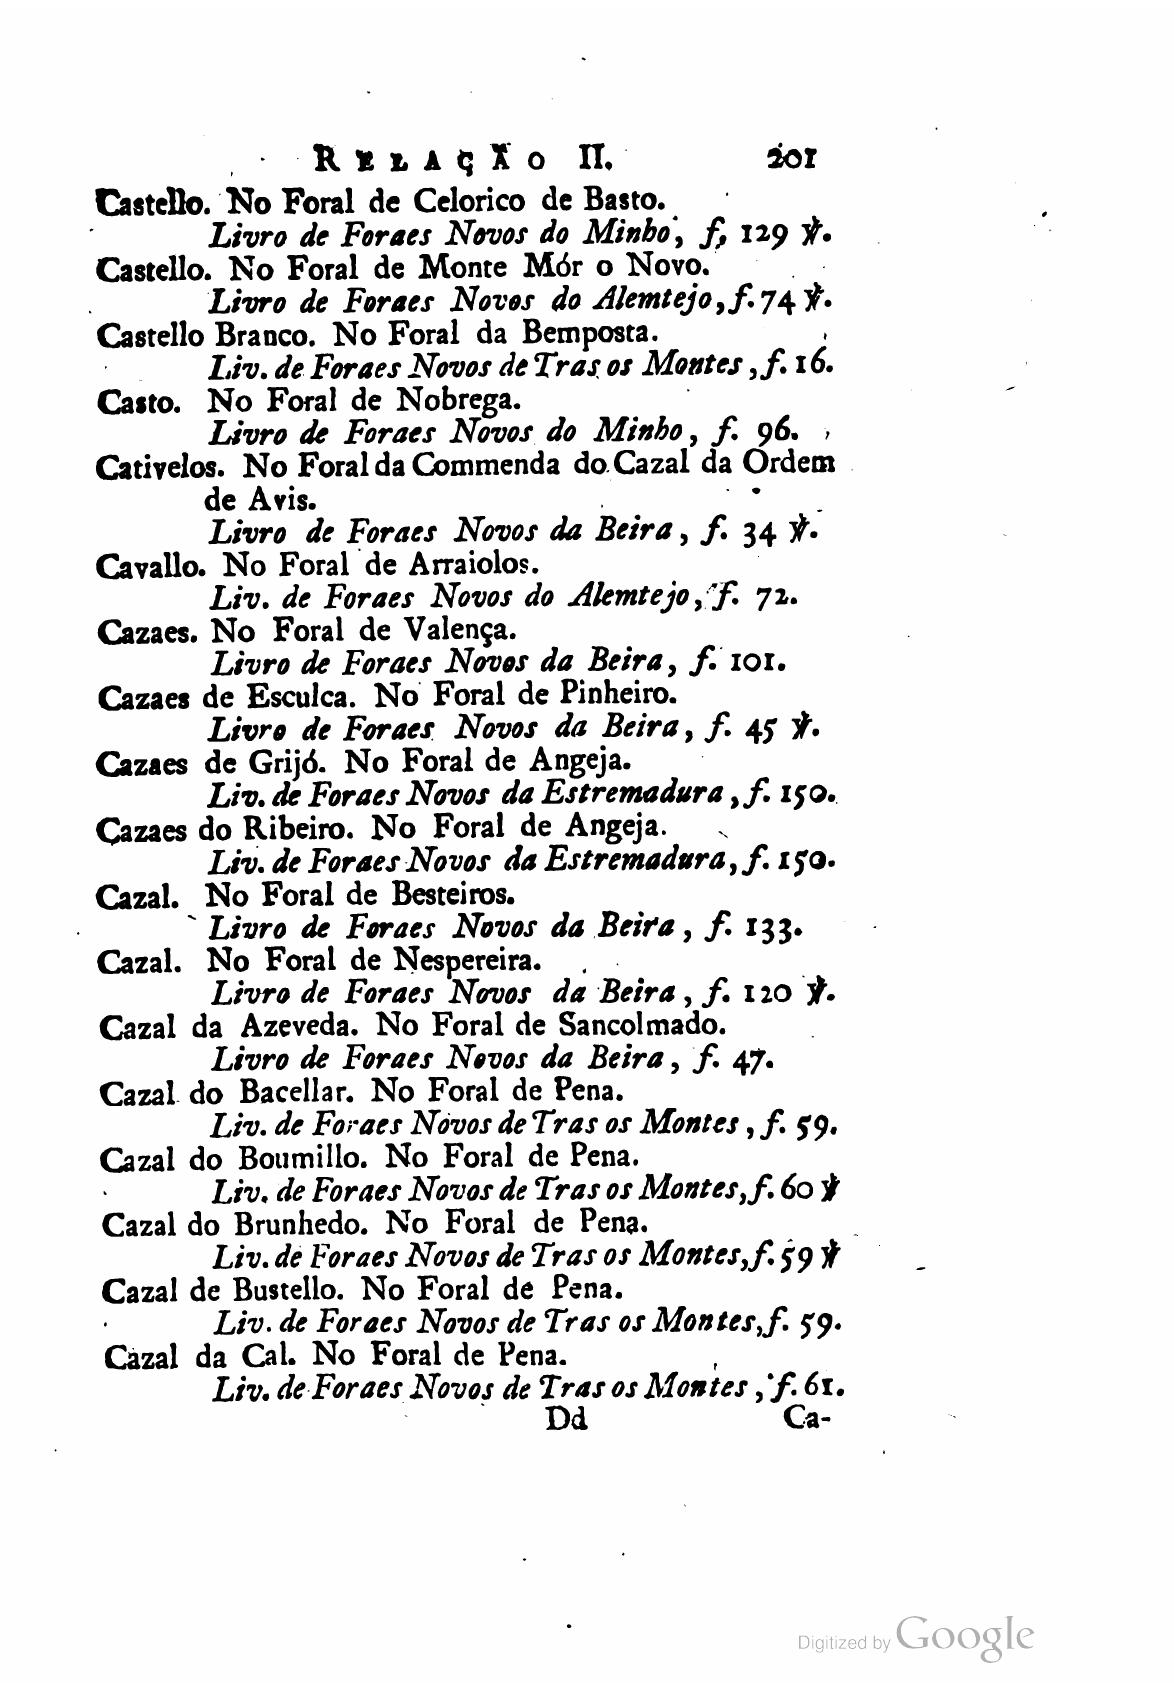 RELAÇÃO II. 201
Castello. No Foral de Celorico de Basto.
Livro de Foraes Novos do Minho, f, 129 ℣.
Castello. No Foral de Monte Mór o Novo.
Livro de Foraes Novos do Alemtejo, f. 74 ℣.
Castello Branco. No Foral da Bemposta.
Liv. de Foraes Novos de Tras os Montes, f. 16.
Casto. No Foral de Nobrega.
Livro de Foraes Novos do Minho, f. 96.
Cativelos. No Foral da Commenda do Cazal da Ordem
de Avis.
Livro de Foraes Novos da Beira, f. 34 ℣.
Cavallo. No Foral de Arraiolos.
Liv. de Foraes Novos do Alemtejo, f. 72.
Cazaes. No Foral de Valença.
Livro de Foraes Novos da Beira, f. 101.
Cazaes de Esculca. No Foral de Pinheiro.
Livro de Foraes Novos da Beira, f. 45 ℣.
Cazaes de Grijó. No Foral de Angeja.
Liv. de Foraes Novos da Estremadura, f. 150.
Cazaes do Ribeiro. No Foral de Angeja.
Liv. de Foraes Novos da Estremadura, f. 150.
Cazal. No Foral de Besteiros.
Livro de Foraes Novos da Beira, f. 133.
Cazal. No Foral de Nespereira.
Livro de Foraes Novos da Beira, f. 120 ℣.
Cazal da Azeveda. No Foral de Sancolmado.
Livro de Foraes Novos da Beira, f. 47.
Cazal do Bacellar. No Foral de Pena.
Liv. de Foraes Novos de Tras os Montes, f. 59.
Cazal do Boumillo. No Foral de Pena.
Liv. de Foraes Novos de Tras os Montes, f. 60 ℣
Cazal do Brunhedo. No Foral de Pena.
Liv. de Foraes Novos de Tras os Montes, f. 59 ℣
Cazal de Bustello. No Foral de Pena.
Liv. de Foraes Novos de Tras os Montes, f. 59.
Cazal da Cal. No Foral de Pena.
Liv. de Foraes Novos de Tras os Montes, f. 61.
Dd Ca-
Digitized by Google